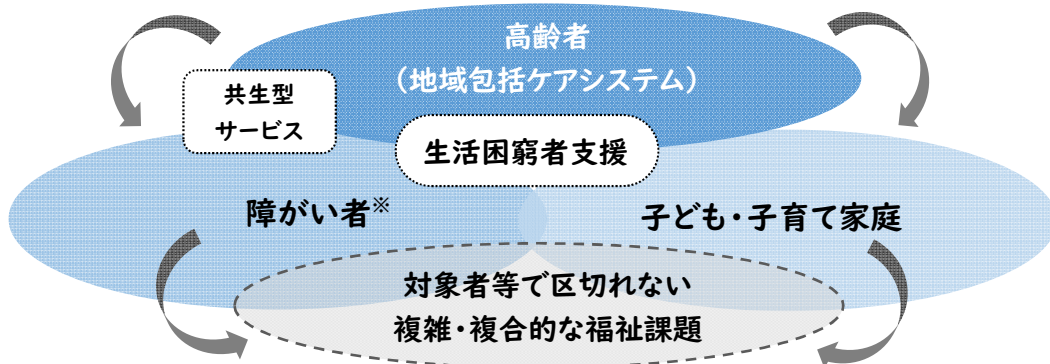 高齢者
（地域包括ケアシステム）
共生型
サービス
生活困窮者支援
障がい者※
子ども・子育て家庭
対象者等で区切れない
複雑・複合的な福祉課題